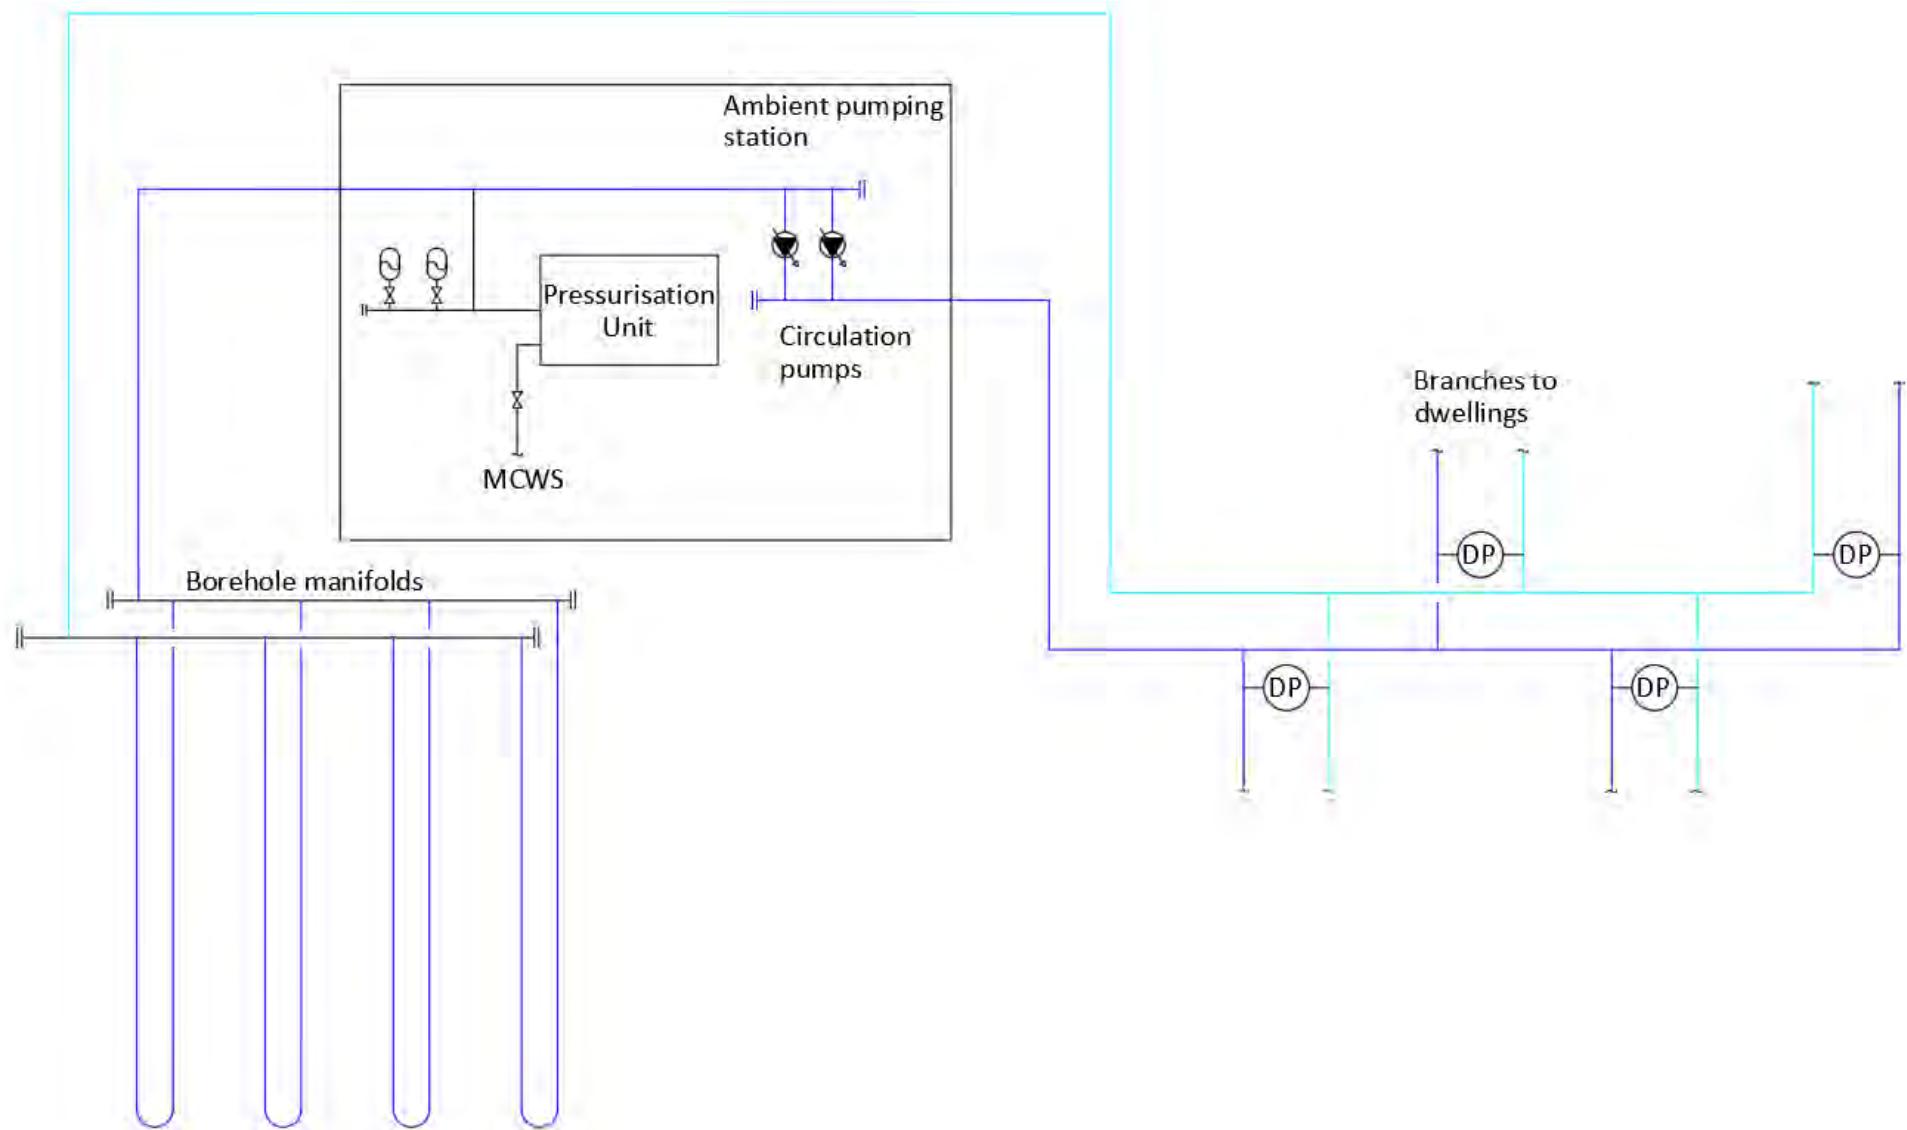 Ambient pumping
station
Pressurisation
Unit
Circulation
pumps
MCWS
Branches to
dwellings
DP
DP
Borehole manifolds
DP
DP